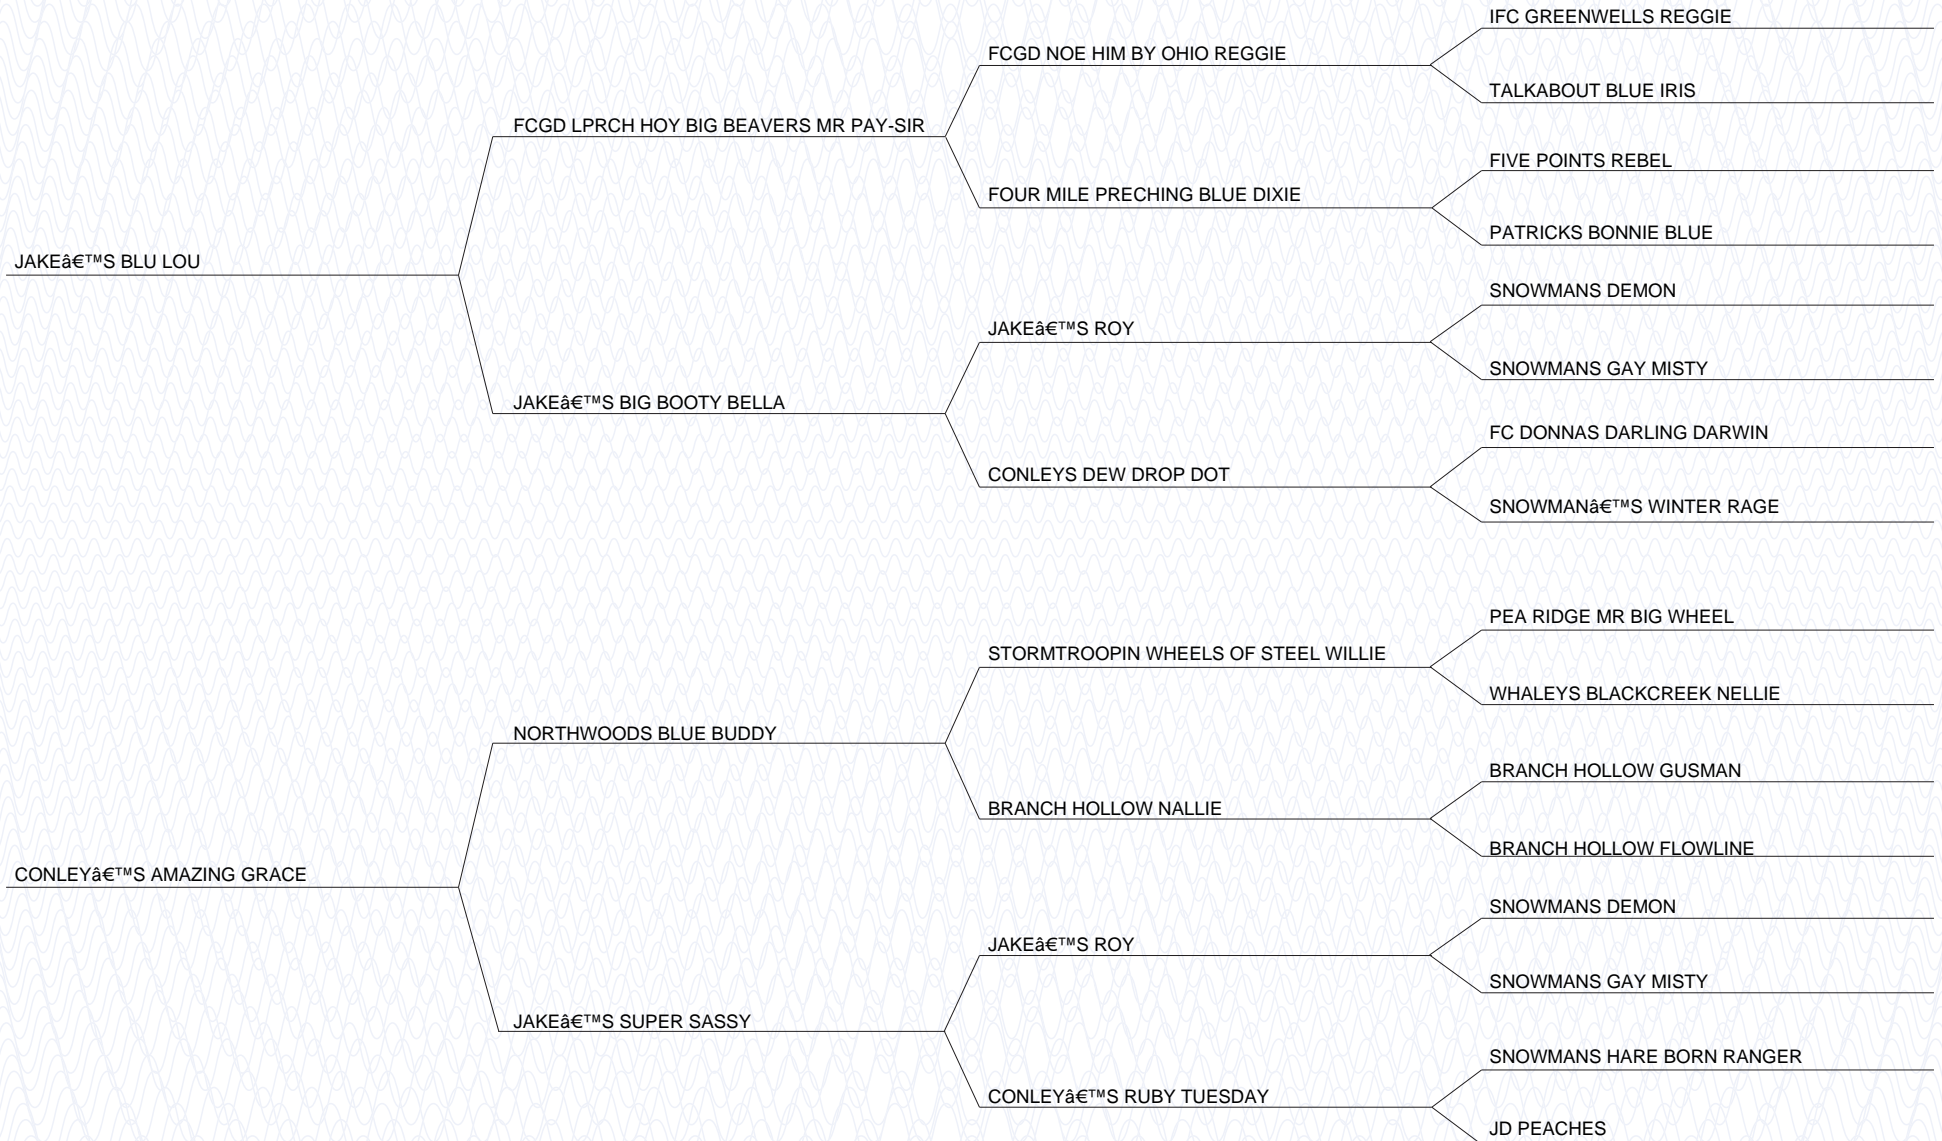 IFC GREENWELLS REGGIE
FCGD NOE HIM BY OHIO REGGIE
TALKABOUT BLUE IRIS
FCGD LPRCH HOY BIG BEAVERS MR PAY-SIR
FIVE POINTS REBEL
FOUR MILE PRECHING BLUE DIXIE
PATRICKS BONNIE BLUE
JAKEâ€™S BLU LOU
SNOWMANS DEMON
JAKEâ€™S ROY
SNOWMANS GAY MISTY
JAKEâ€™S BIG BOOTY BELLA
FC DONNAS DARLING DARWIN
CONLEYS DEW DROP DOT
SNOWMANâ€™S WINTER RAGE
PEA RIDGE MR BIG WHEEL
STORMTROOPIN WHEELS OF STEEL WILLIE
WHALEYS BLACKCREEK NELLIE
NORTHWOODS BLUE BUDDY
BRANCH HOLLOW GUSMAN
BRANCH HOLLOW NALLIE
BRANCH HOLLOW FLOWLINE
CONLEYâ€™S AMAZING GRACE
SNOWMANS DEMON
JAKEâ€™S ROY
SNOWMANS GAY MISTY
JAKEâ€™S SUPER SASSY
SNOWMANS HARE BORN RANGER
CONLEYâ€™S RUBY TUESDAY
JD PEACHES